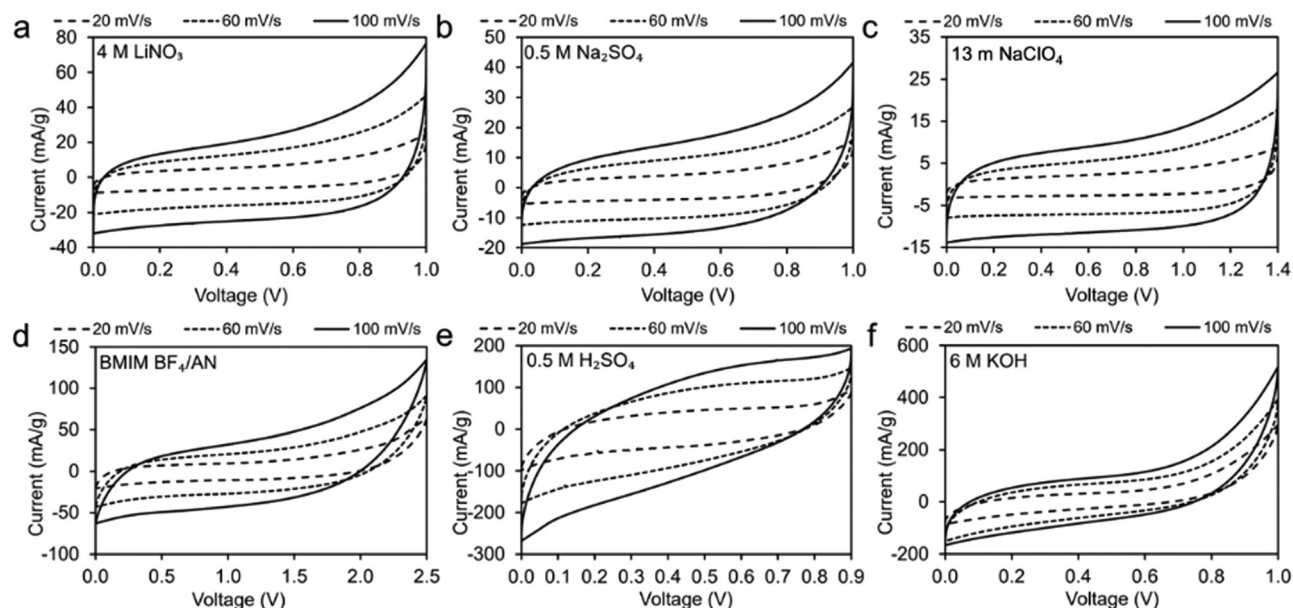 a
20 mV/s 60 mV/s 100 mV/s
4 M LiNO₃
Current (mA/g)
80
60
40
20
0
-20
-40
0.0 0.2 0.4 0.6 0.8 1.0
Voltage (V)
b
20 mV/s 60 mV/s 100 mV/s
0.5 M Na₂SO₄
Current (mA/g)
50
40
30
20
10
0
-10
-20
0.0 0.2 0.4 0.6 0.8 1.0
Voltage (V)
c
20 mV/s 60 mV/s 100 mV/s
13 m NaClO₄
Current (mA/g)
35
25
15
5
-5
-15
0.0 0.2 0.4 0.6 0.8 1.0 1.2 1.4
Voltage (V)
d
20 mV/s 60 mV/s 100 mV/s
BMIM BF₄/AN
Current (mA/g)
150
100
50
0
-50
-100
0.0 0.5 1.0 1.5 2.0 2.5
Voltage (V)
e
20 mV/s 60 mV/s 100 mV/s
0.5 M H₂SO₄
Current (mA/g)
200
100
0
-100
-200
-300
0.0 0.1 0.2 0.3 0.4 0.5 0.6 0.7 0.8 0.9
Voltage (V)
f
20 mV/s 60 mV/s 100 mV/s
6 M KOH
Current (mA/g)
600
400
200
0
-200
0.0 0.2 0.4 0.6 0.8 1.0
Voltage (V)